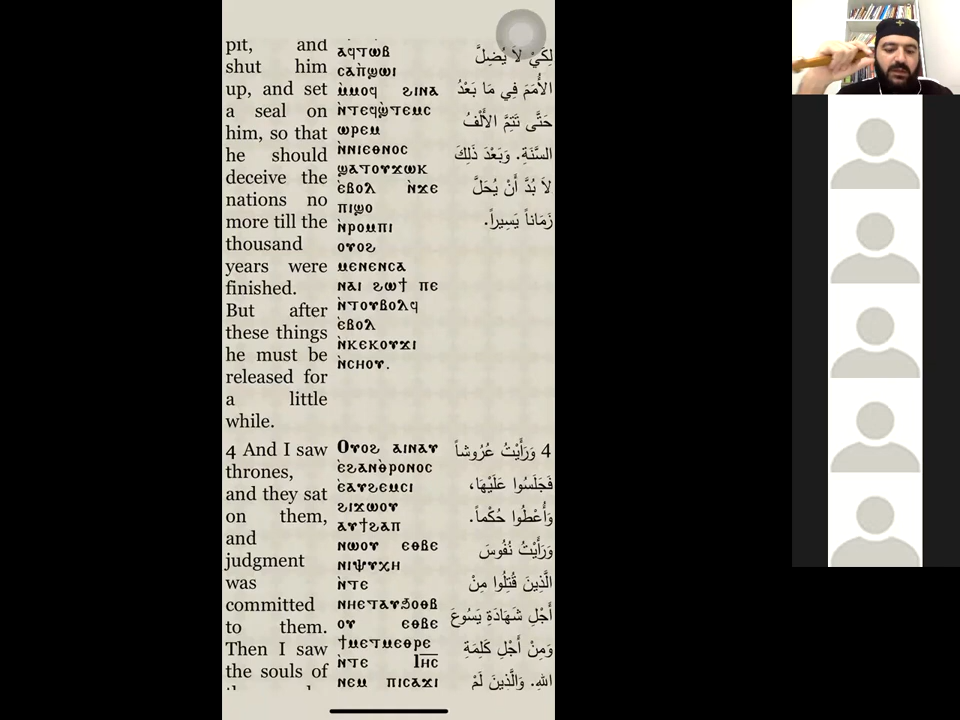 pit, and
shut him
up, and set
a seal on
him, so that
he should
deceive the
nations no
more till the
thousand
years were
finished.
But after
these things
he must be
released for
a little
while.
4 And I saw
thrones,
and they sat
on them,
and
judgment
was
committed
to them.
Then I saw
the souls of
ⲁϥⲧⲱⲃ
ⲥⲁⲡ̀ϣⲱⲓ
ⲙ̀ⲙⲟϥ ϩⲓⲛⲁ
ⲛ̀ⲧⲉϥϣ̀ⲧⲉⲙⲥ
ⲱⲣⲉⲙ
ⲛ̀ⲛⲓⲉⲑⲛⲟⲥ
ϣⲁⲧⲟⲩϫⲱⲕ
ⲉ̀ⲃⲟⲗ ⲛ̀ϫⲉ
ⲡⲓϣⲟ
ⲛ̀ⲣⲟⲙⲡⲓ
ⲟⲩⲟϩ
ⲙⲉⲛⲉⲛⲥⲁ
ⲛⲁⲓ ϩⲱϯ ⲡⲉ
ⲛ̀ⲧⲟⲩⲃⲟⲗϥ
ⲉ̀ⲃⲟⲗ
ⲛ̀ⲕⲉⲕⲟⲩϫⲓ
ⲛ̀ⲥⲏⲟⲩ.
Ⲟⲩⲟϩ ⲁⲓⲛⲁⲩ
ⲉ̀ϩⲁⲛⲑ̀ⲣⲟⲛⲟⲥ
ⲉ̀ⲁⲩϩⲉⲙⲥⲓ
ϩⲓϫⲱⲟⲩ
ⲁⲩϯϩⲁⲡ
ⲛⲱⲟⲩ ⲉⲑⲃⲉ
ⲛⲓⲯⲩⲭⲏ
ⲛ̀ⲧⲉ
ⲛⲏⲉⲧⲁⲩϧⲟⲑⲃ
ⲟⲩ ⲉⲑⲃⲉ
ϯⲙⲉⲧⲙⲉⲑⲣⲉ
ⲛ̀ⲧⲉ Ⲓⲏ̅ⲥ̅
ⲛⲉⲙ ⲡⲓⲥⲁϫⲓ
لِكَيْ لاَ يُضِلَّ
الأُمَمَ فِي مَا بَعْدُ
حَتَّى تَتِمَّ الأَلْفُ
السَّنَةِ. وَبَعْدَ ذَلِكَ
لاَ بُدَّ أَنْ يُحَلَّ
زَمَاناً يَسِيراً.
4 وَرَأَيْتُ عُرُوشاً
فَجَلَسُوا عَلَيْهَا،
وَأُعْطُوا حُكْماً.
وَرَأَيْتُ نُفُوسَ
الَّذِينَ قُتِلُوا مِنْ
أَجْلِ شَهَادَةِ يَسُوعَ
وَمِنْ أَجْلِ كَلِمَةِ
اللهِ. وَالَّذِينَ لَمْ